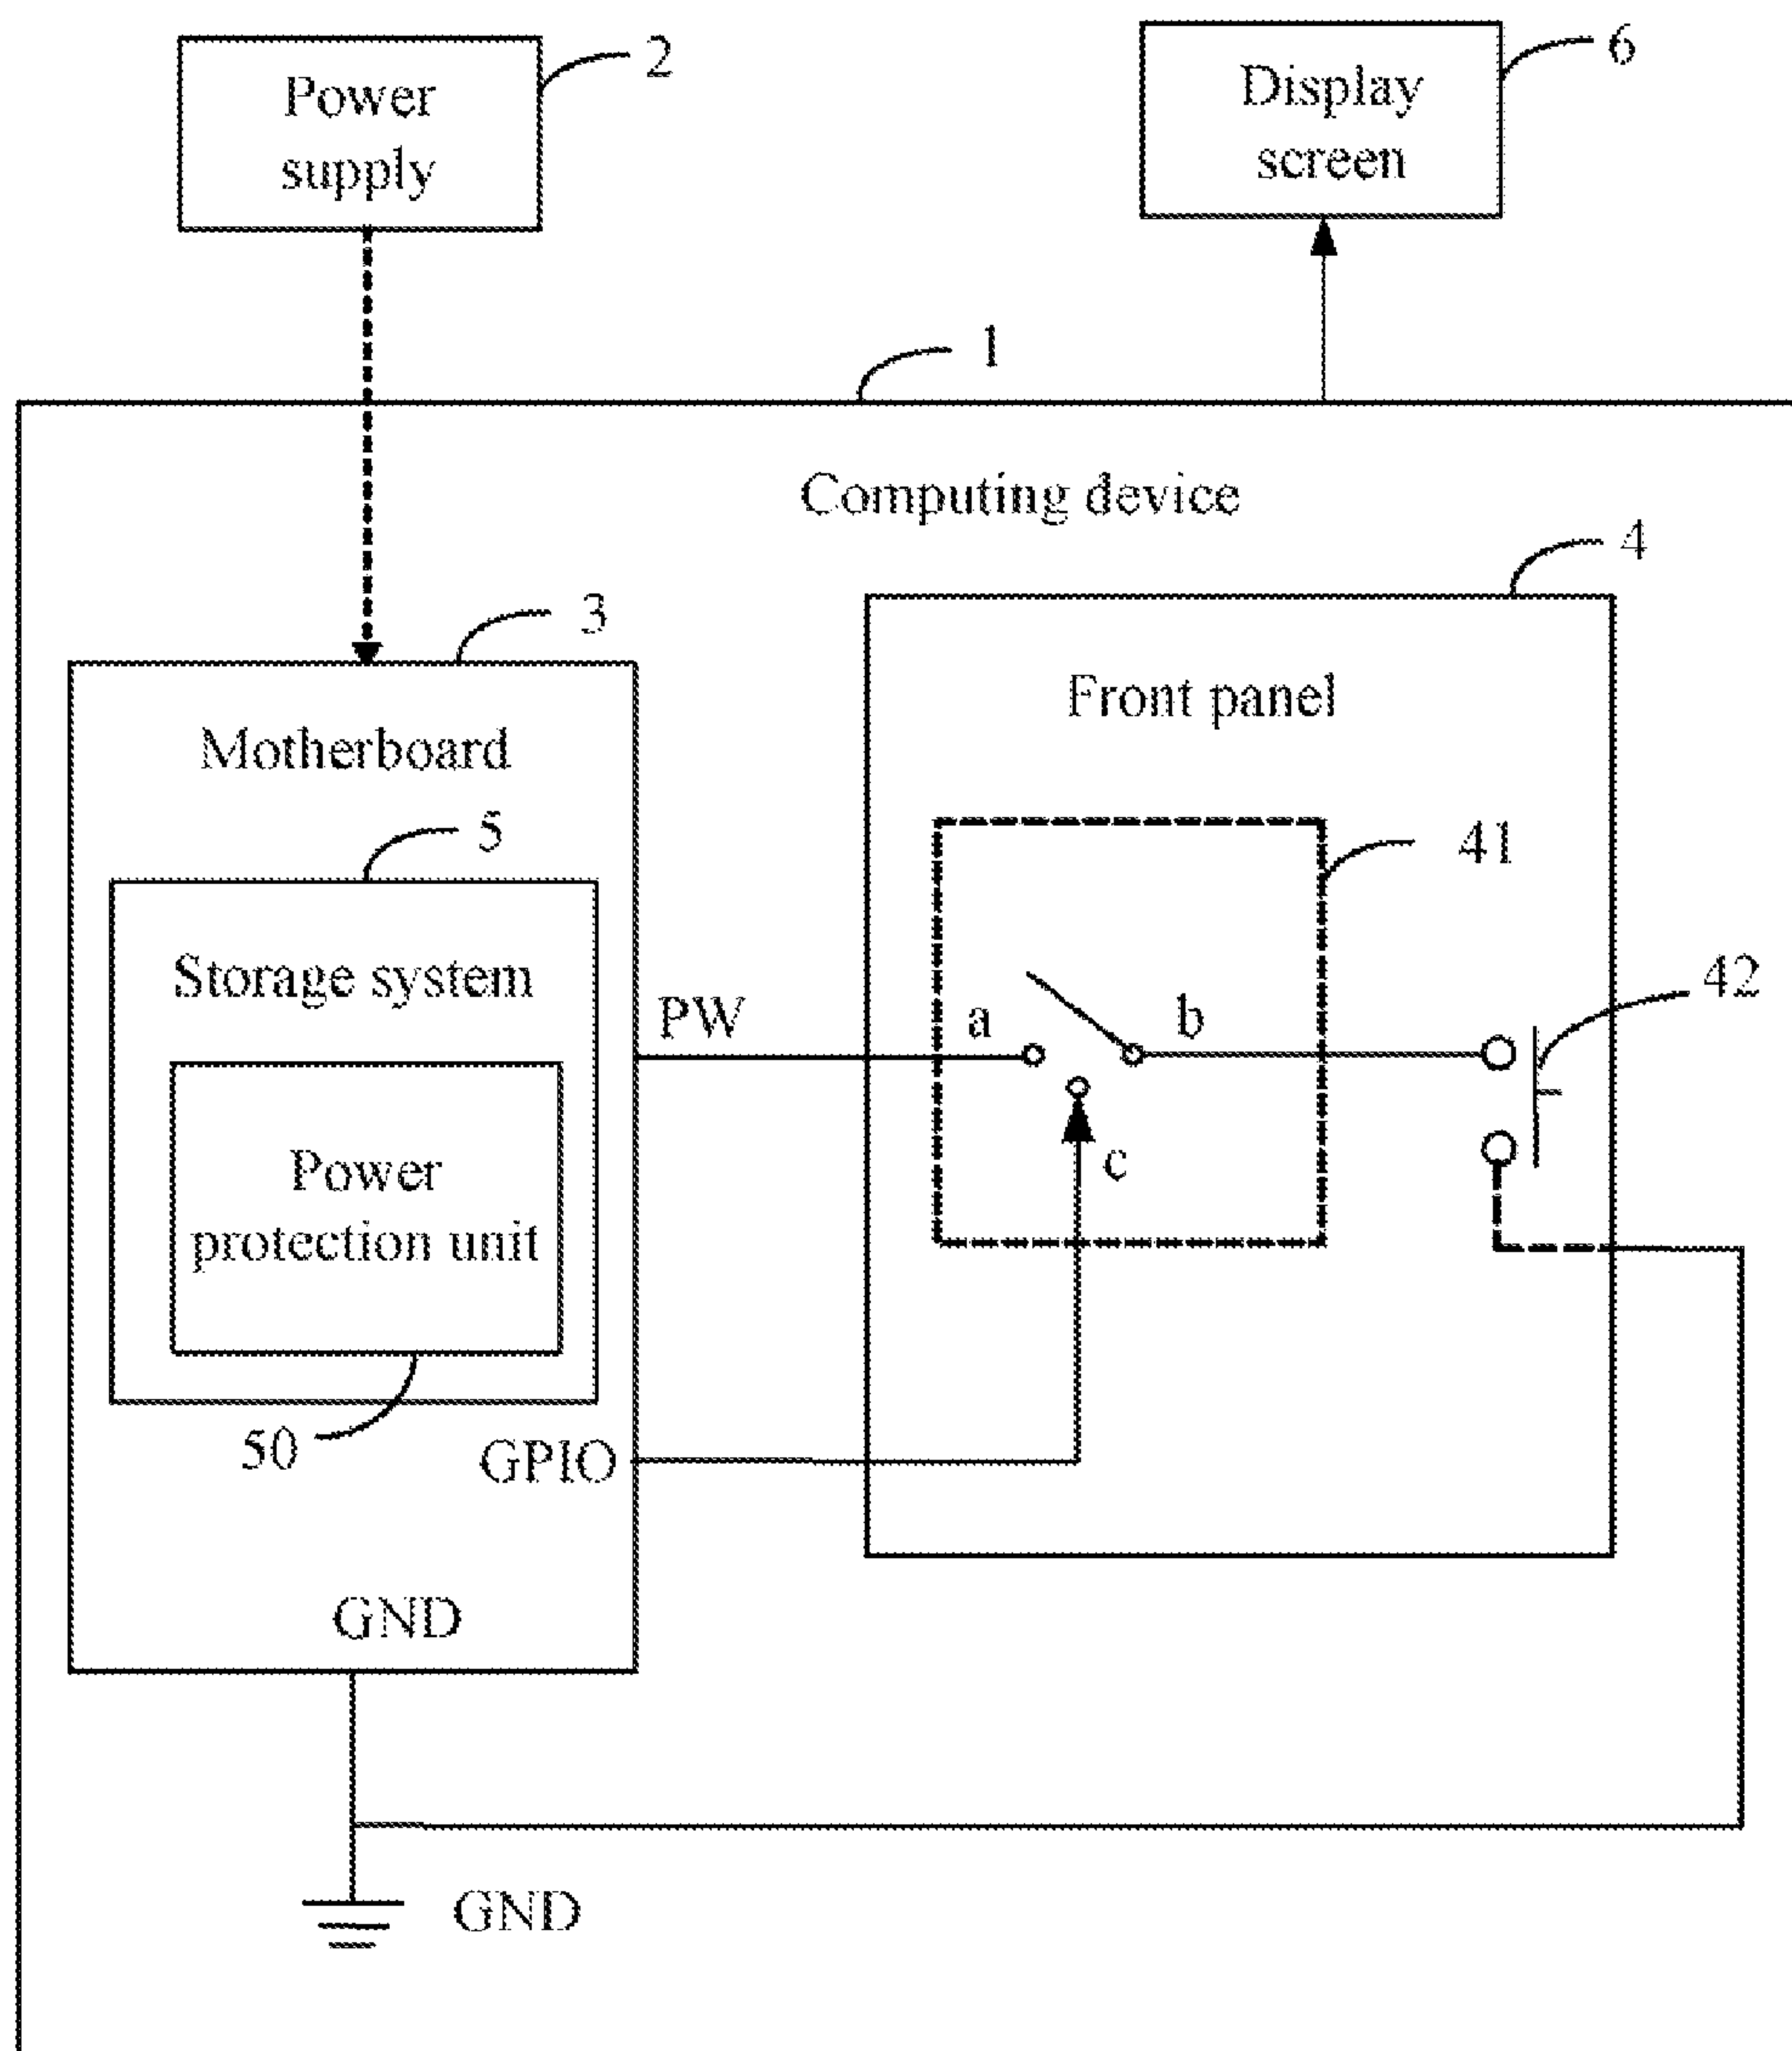 Power
supply
2
Display
screen
6
1
Computing device
4
3
Front panel
Motherboard
5
41
Storage system
42
PW
a
b
Power
protection unit
c
50
GPIO
GND
GND